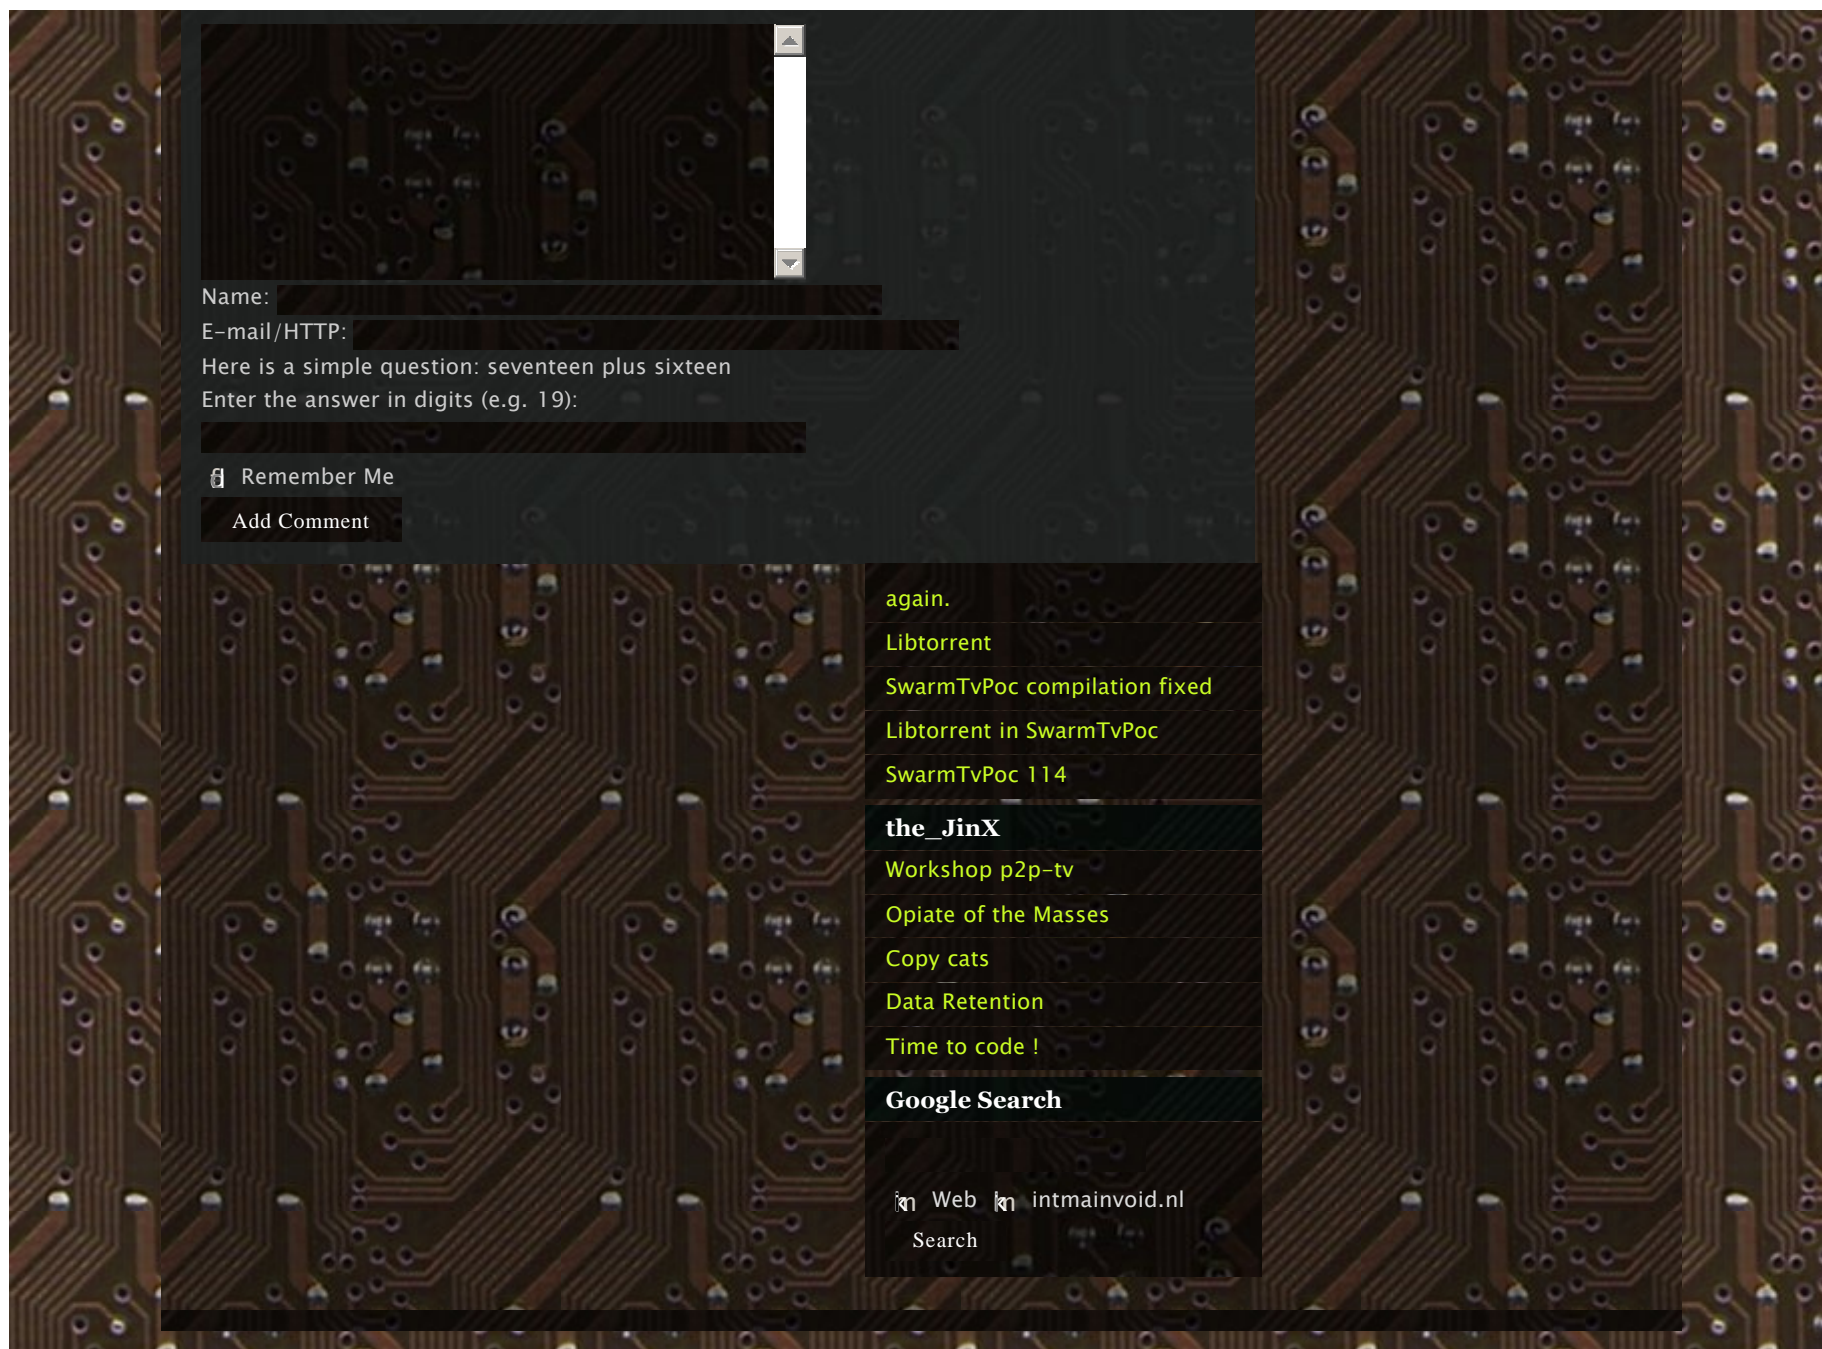 Name:
E-mail/HTTP:
Here is a simple question: seventeen plus sixteen
Enter the answer in digits (e.g. 19):
Remember Me
Add Comment
again.
Libtorrent
SwarmTvPoc compilation fixed
Libtorrent in SwarmTvPoc
SwarmTvPoc 114
the_JinX
Workshop p2p-tv
Opiate of the Masses
Copy cats
Data Retention
Time to code !
Google Search
Web intmainvoid.nl
Search